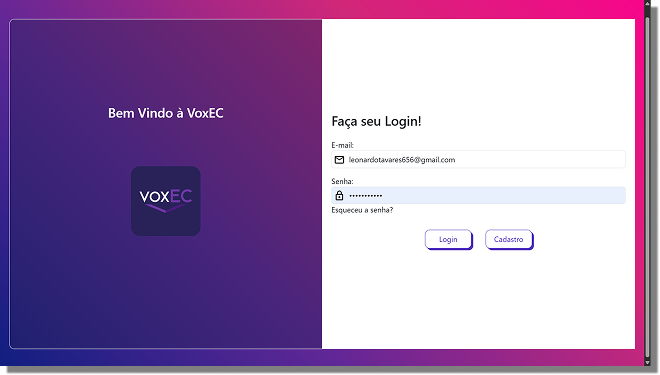 Bem Vindo à VoxEC
VOXEC
Faça seu Login!
E-mail:
leonardotavares656@gmail.com
Senha:
•••••••••••
Esqueceu a senha?
Login
Cadastro